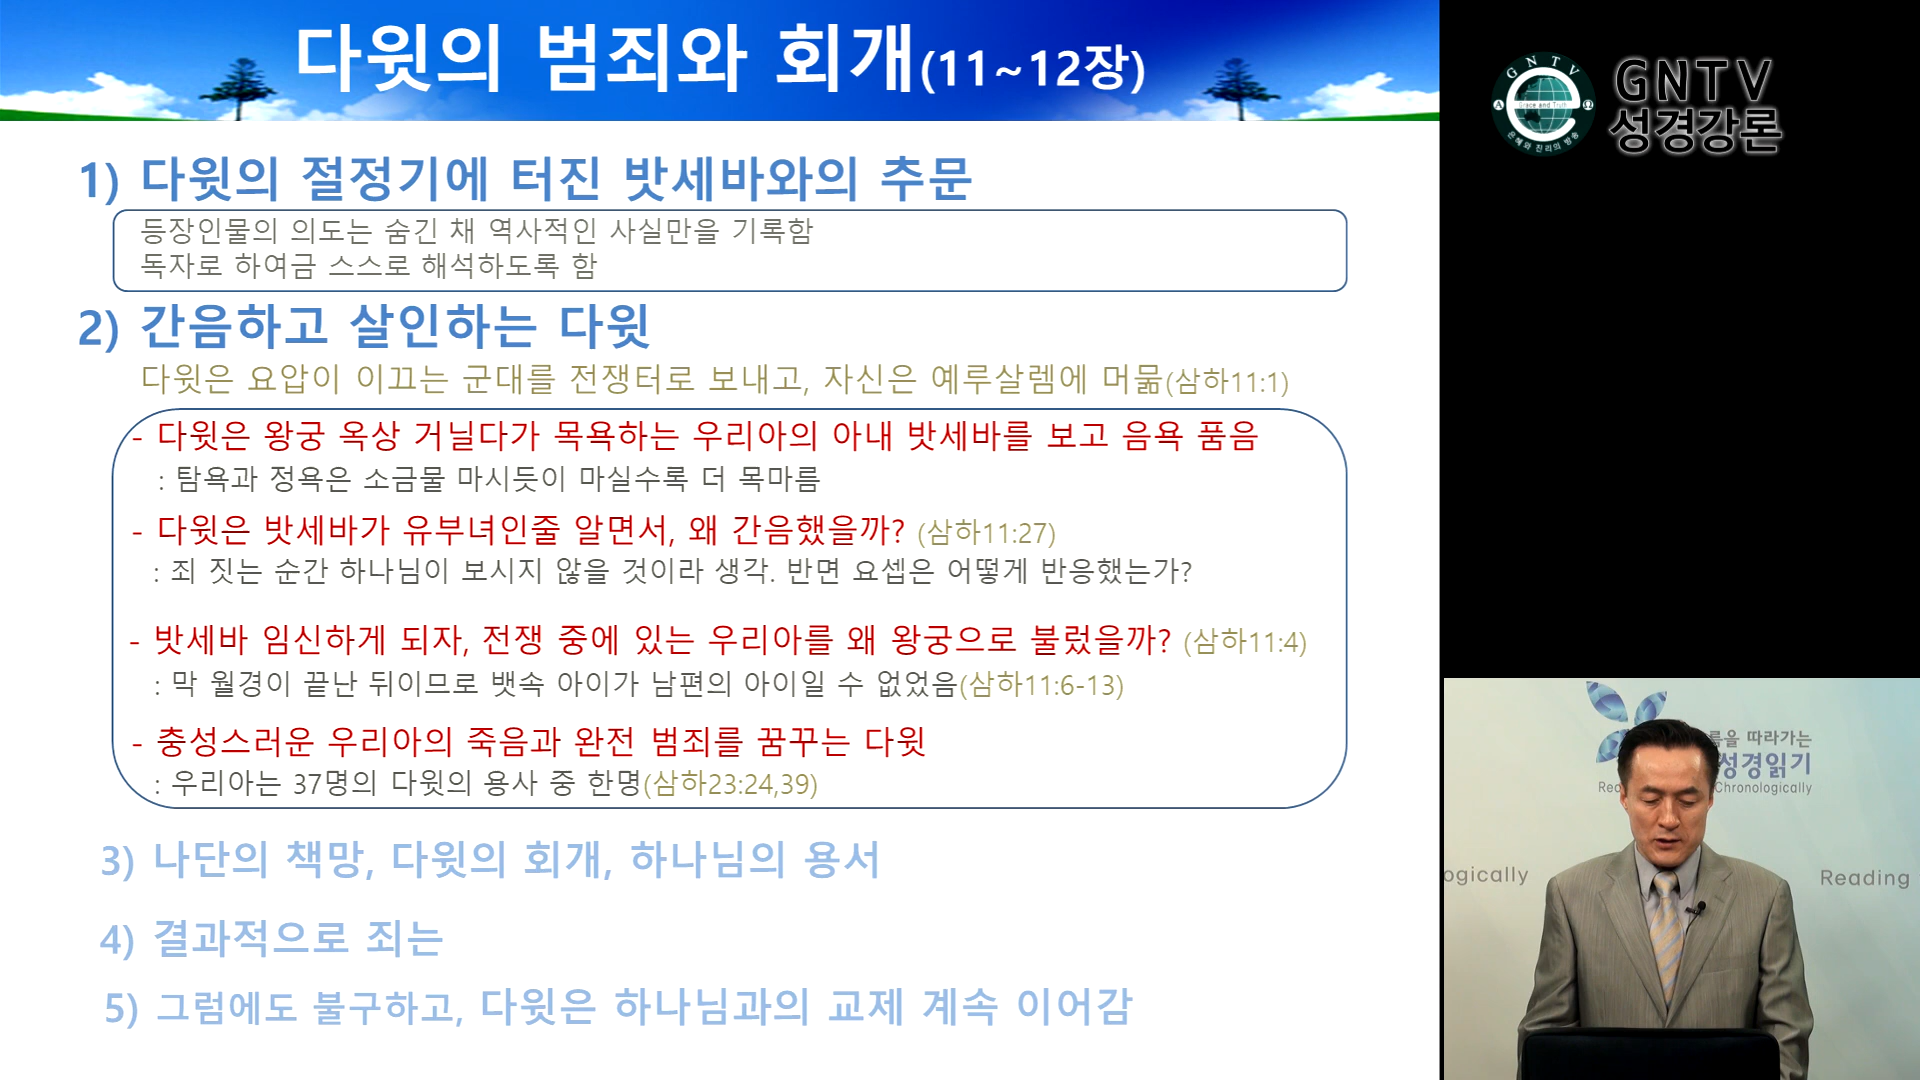 다윗의 범죄와 회개(11~12장)
1) 다윗의 절정기에 터진 밧세바와의 추문
등장인물의 의도는 숨긴 채 역사적인 사실만을 기록함
독자로 하여금 스스로 해석하도록 함
2) 간음하고 살인하는 다윗
다윗은 요압이 이끄는 군대를 전쟁터로 보내고, 자신은 예루살렘에 머묾(삼하11:1)
- 다윗은 왕궁 옥상 거닐다가 목욕하는 우리아의 아내 밧세바를 보고 음욕 품음
: 탐욕과 정욕은 소금물 마시듯이 마실수록 더 목마름
- 다윗은 밧세바가 유부녀인줄 알면서, 왜 간음했을까? (삼하11:27)
: 죄 짓는 순간 하나님이 보시지 않을 것이라 생각. 반면 요셉은 어떻게 반응했는가?
- 밧세바 임신하게 되자, 전쟁 중에 있는 우리아를 왜 왕궁으로 불렀을까? (삼하11:4)
: 막 월경이 끝난 뒤이므로 뱃속 아이가 남편의 아이일 수 없었음(삼하11:6-13)
- 충성스러운 우리아의 죽음과 완전 범죄를 꿈꾸는 다윗
: 우리아는 37명의 다윗의 용사 중 한명(삼하23:24,39)
3) 나단의 책망, 다윗의 회개, 하나님의 용서
4) 결과적으로 죄는
5) 그럼에도 불구하고, 다윗은 하나님과의 교제 계속 이어감
GNTV
Grace and Truth
Α Ω
은혜와 진리의 방송
GNTV
성경강론
름을 따라가는
성경읽기
Chronologically
ogically
Reading